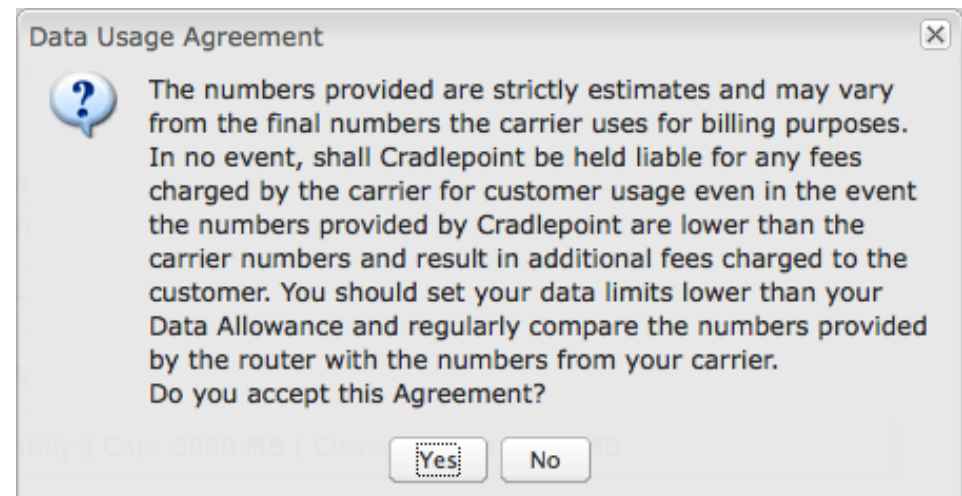 Data Usage Agreement
The numbers provided are strictly estimates and may vary
from the final numbers the carrier uses for billing purposes.
In no event, shall Cradlepoint be held liable for any fees
charged by the carrier for customer usage even in the event
the numbers provided by Cradlepoint are lower than the
carrier numbers and result in additional fees charged to the
customer. You should set your data limits lower than your
Data Allowance and regularly compare the numbers provided
by the router with the numbers from your carrier.
Do you accept this Agreement?
| Cap: 5000 MB |
Yes No